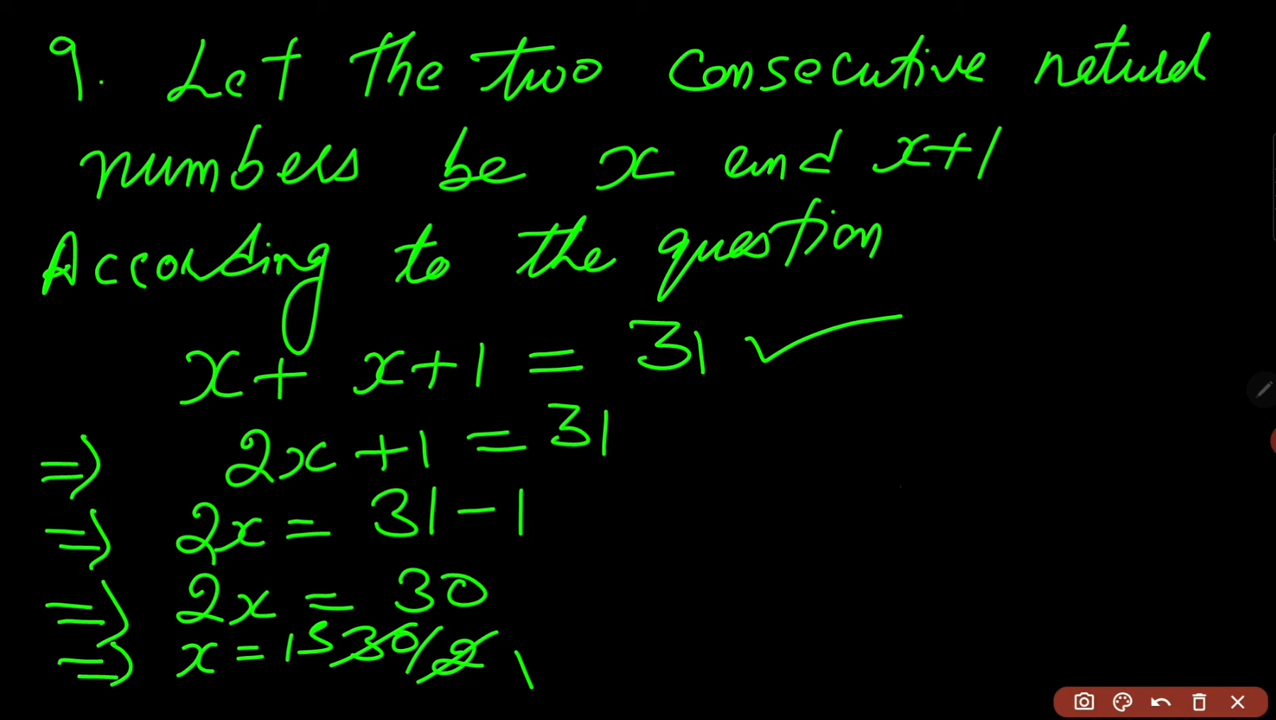 9. Let the two consecutive natural
numbers be x and x+1
According to the question
x + x+1 = 31 ✓
=> 2x +1 = 31
=> 2x = 31 - 1
=> 2x = 30
=> x = 15 30/2